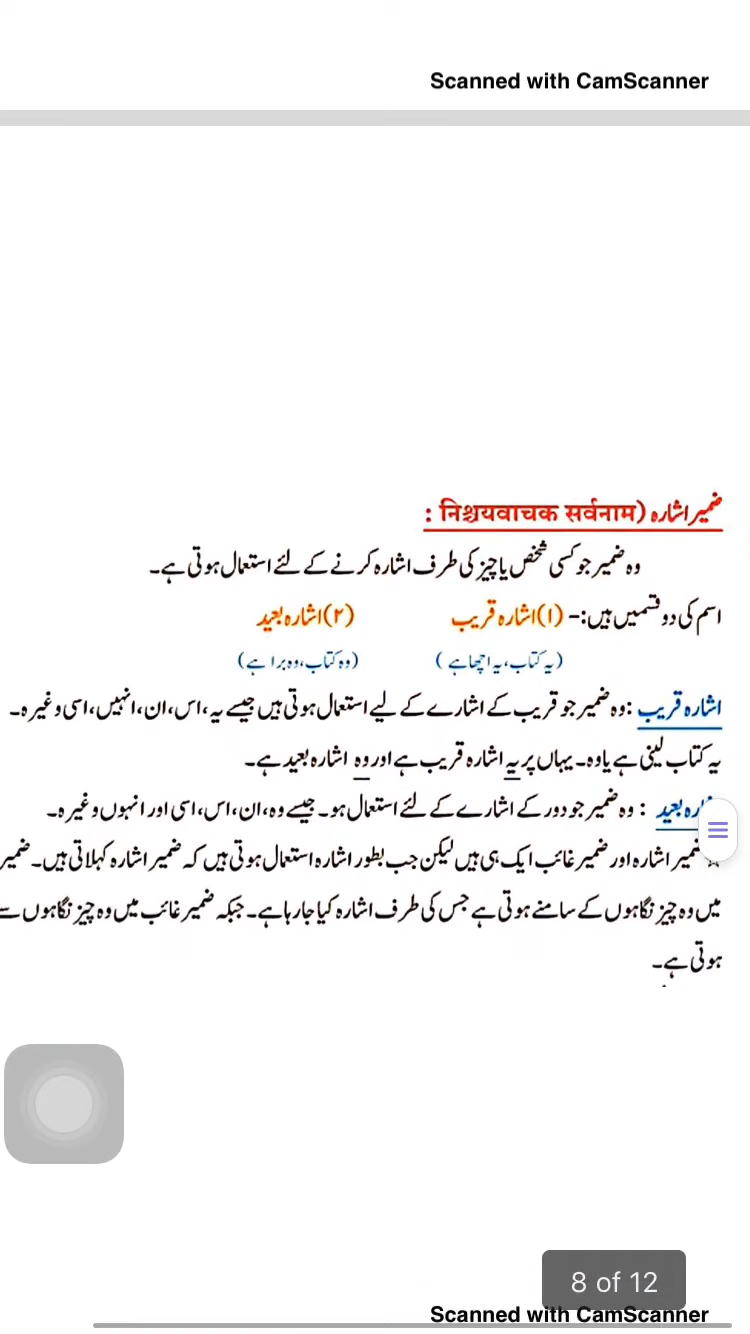 Scanned with CamScanner
ضمیر اشارہ (निश्चयवाचक सर्वनाम) :
وہ ضمیر جو کسی شخص یا چیز کی طرف اشارہ کرنے کے لئے استعمال ہوتی ہے۔
اسم کی دو قسمیں ہیں:- (۱) اشارہ قریب (۲) اشارہ بعید
(یہ کتاب، یہ اچھا ہے) (وہ کتاب، وہ برا ہے)
اشارہ قریب : وہ ضمیر جو قریب کے اشارے کے لیے استعمال ہوتی ہیں جیسے یہ، اس، ان، انہیں، اسی وغیرہ۔
یہ کتاب لینی ہے یا وہ۔ یہاں پر یہ اشارہ قریب ہے اور وہ اشارہ بعید ہے۔
رہ بعید : وہ ضمیر جو دور کے اشارے کے لئے استعمال ہو۔ جیسے وہ، ان، اس، اسی اور انہوں وغیرہ۔
ضمیر اشارہ اور ضمیر غائب ایک ہی ہیں لیکن جب بطور اشارہ استعمال ہوتی ہیں کہ ضمیر اشارہ کہلاتی ہیں۔ ضمیر
میں وہ چیز نگاہوں کے سامنے ہوتی ہے جس کی طرف اشارہ کیا جا رہا ہے۔ جبکہ ضمیر غائب میں وہ چیز نگاہوں سے
ہوتی ہے۔
8 of 12
Scanned with CamScanner